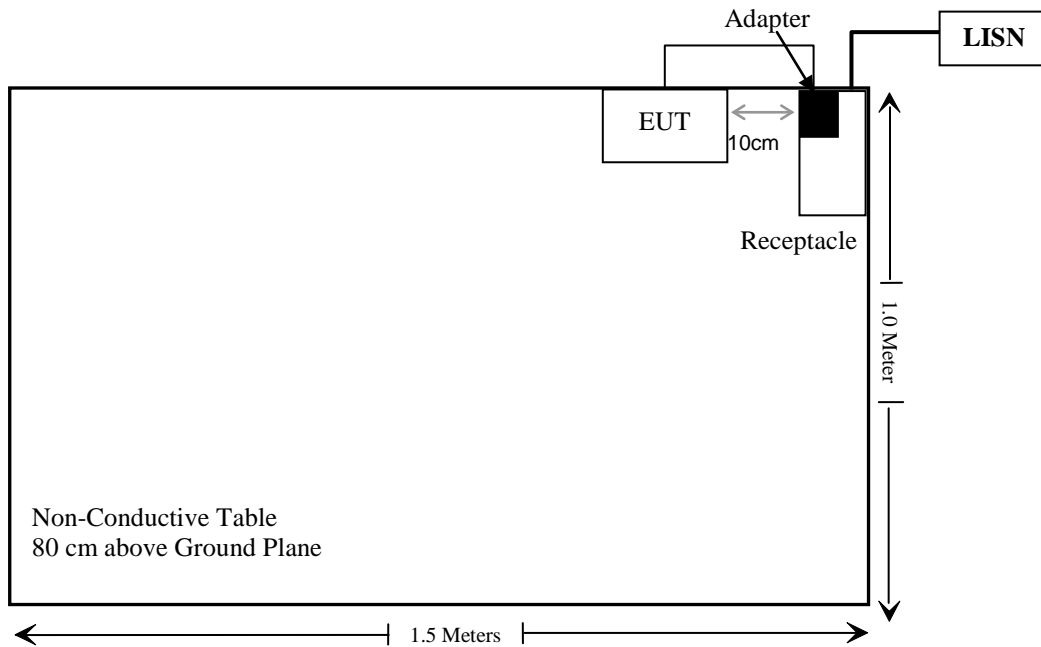 Adapter
LISN
EUT
10cm
Receptacle
1.0 Meter
Non-Conductive Table
80 cm above Ground Plane
1.5 Meters